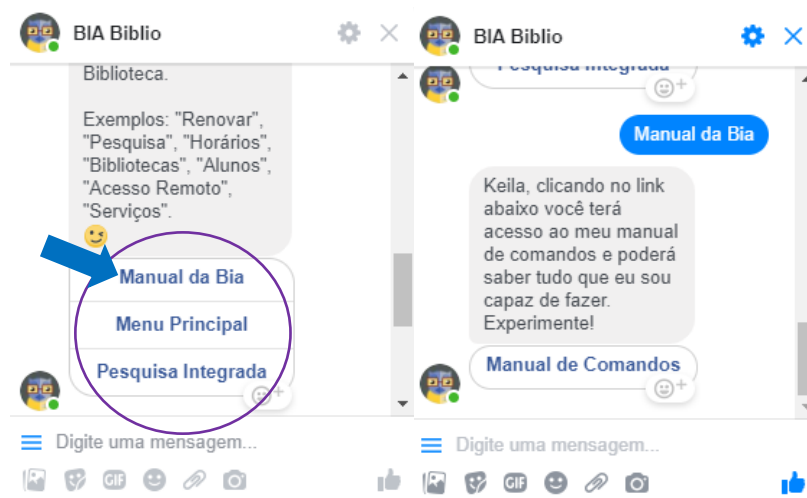 BIA Biblio
Biblioteca.
Exemplos: "Renovar",
"Pesquisa", "Horários",
"Bibliotecas", "Alunos",
"Acesso Remoto",
"Serviços".
Manual da Bia
Menu Principal
Pesquisa Integrada
Digite uma mensagem...
GIF
BIA Biblio
Pesquisa Integrada
Manual da Bia
Keila, clicando no link
abaixo você terá
acesso ao meu manual
de comandos e poderá
saber tudo que eu sou
capaz de fazer.
Experimente!
Manual de Comandos
Digite uma mensagem...
GIF